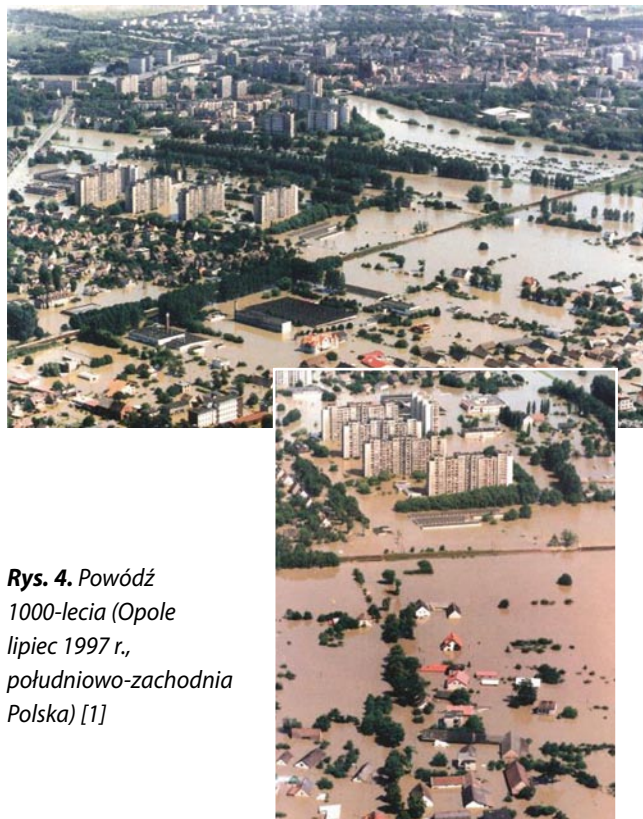 Rys. 4. Powódź
1000-lecia (Opole
lipiec 1997 r.,
południowo-zachodnia
Polska) [1]